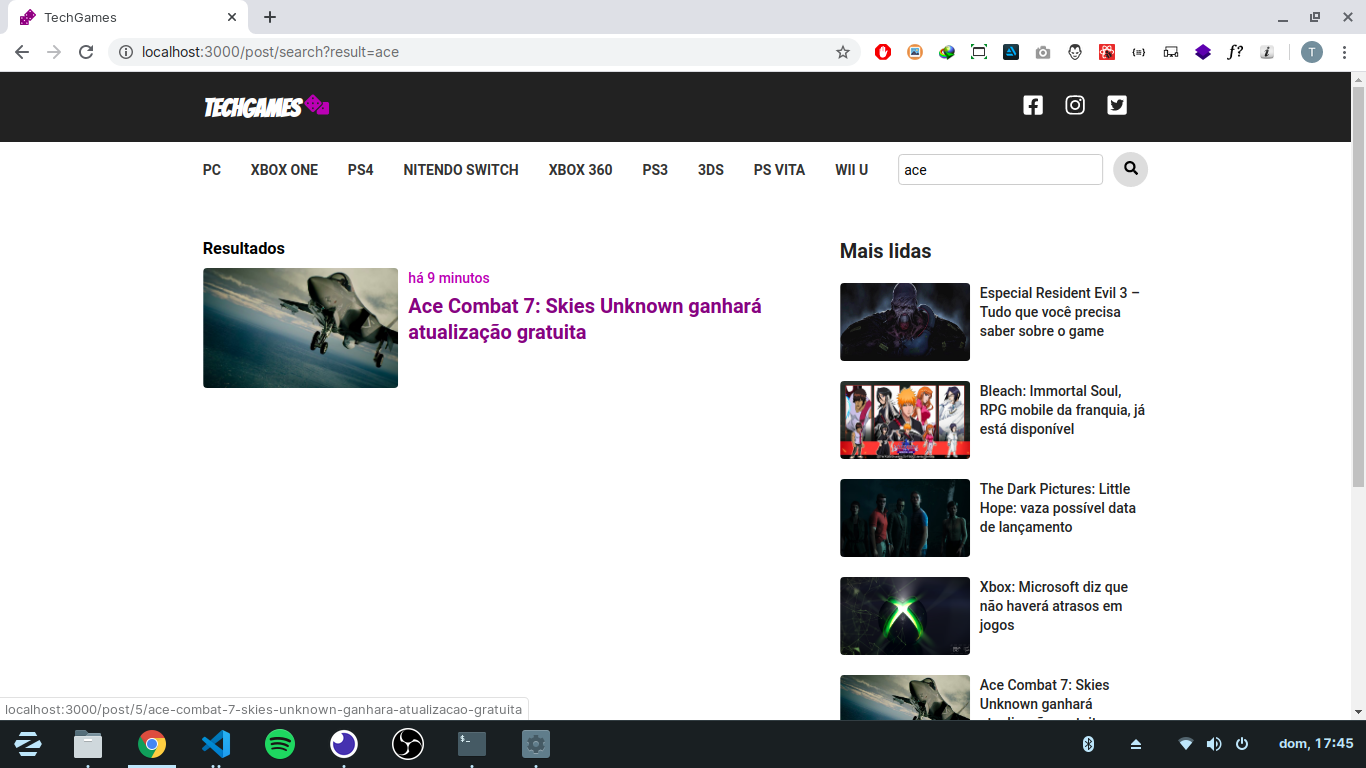 TechGames
localhost:3000/post/search?result=ace
T
TECHGAMES
PC XBOX ONE PS4 NITENDO SWITCH XBOX 360 PS3 3DS PS VITA WII U ace
Resultados
há 9 minutos
Ace Combat 7: Skies Unknown ganhará
atualização gratuita
Mais lidas
Especial Resident Evil 3 –
Tudo que você precisa
saber sobre o game
Bleach: Immortal Soul,
RPG mobile da franquia, já
está disponível
The Dark Pictures: Little
Hope: vaza possível data
de lançamento
Xbox: Microsoft diz que
não haverá atrasos em
jogos
Ace Combat 7: Skies
Unknown ganhará
localhost:3000/post/5/ace-combat-7-skies-unknown-ganhara-atualizacao-gratuita
dom, 17:45